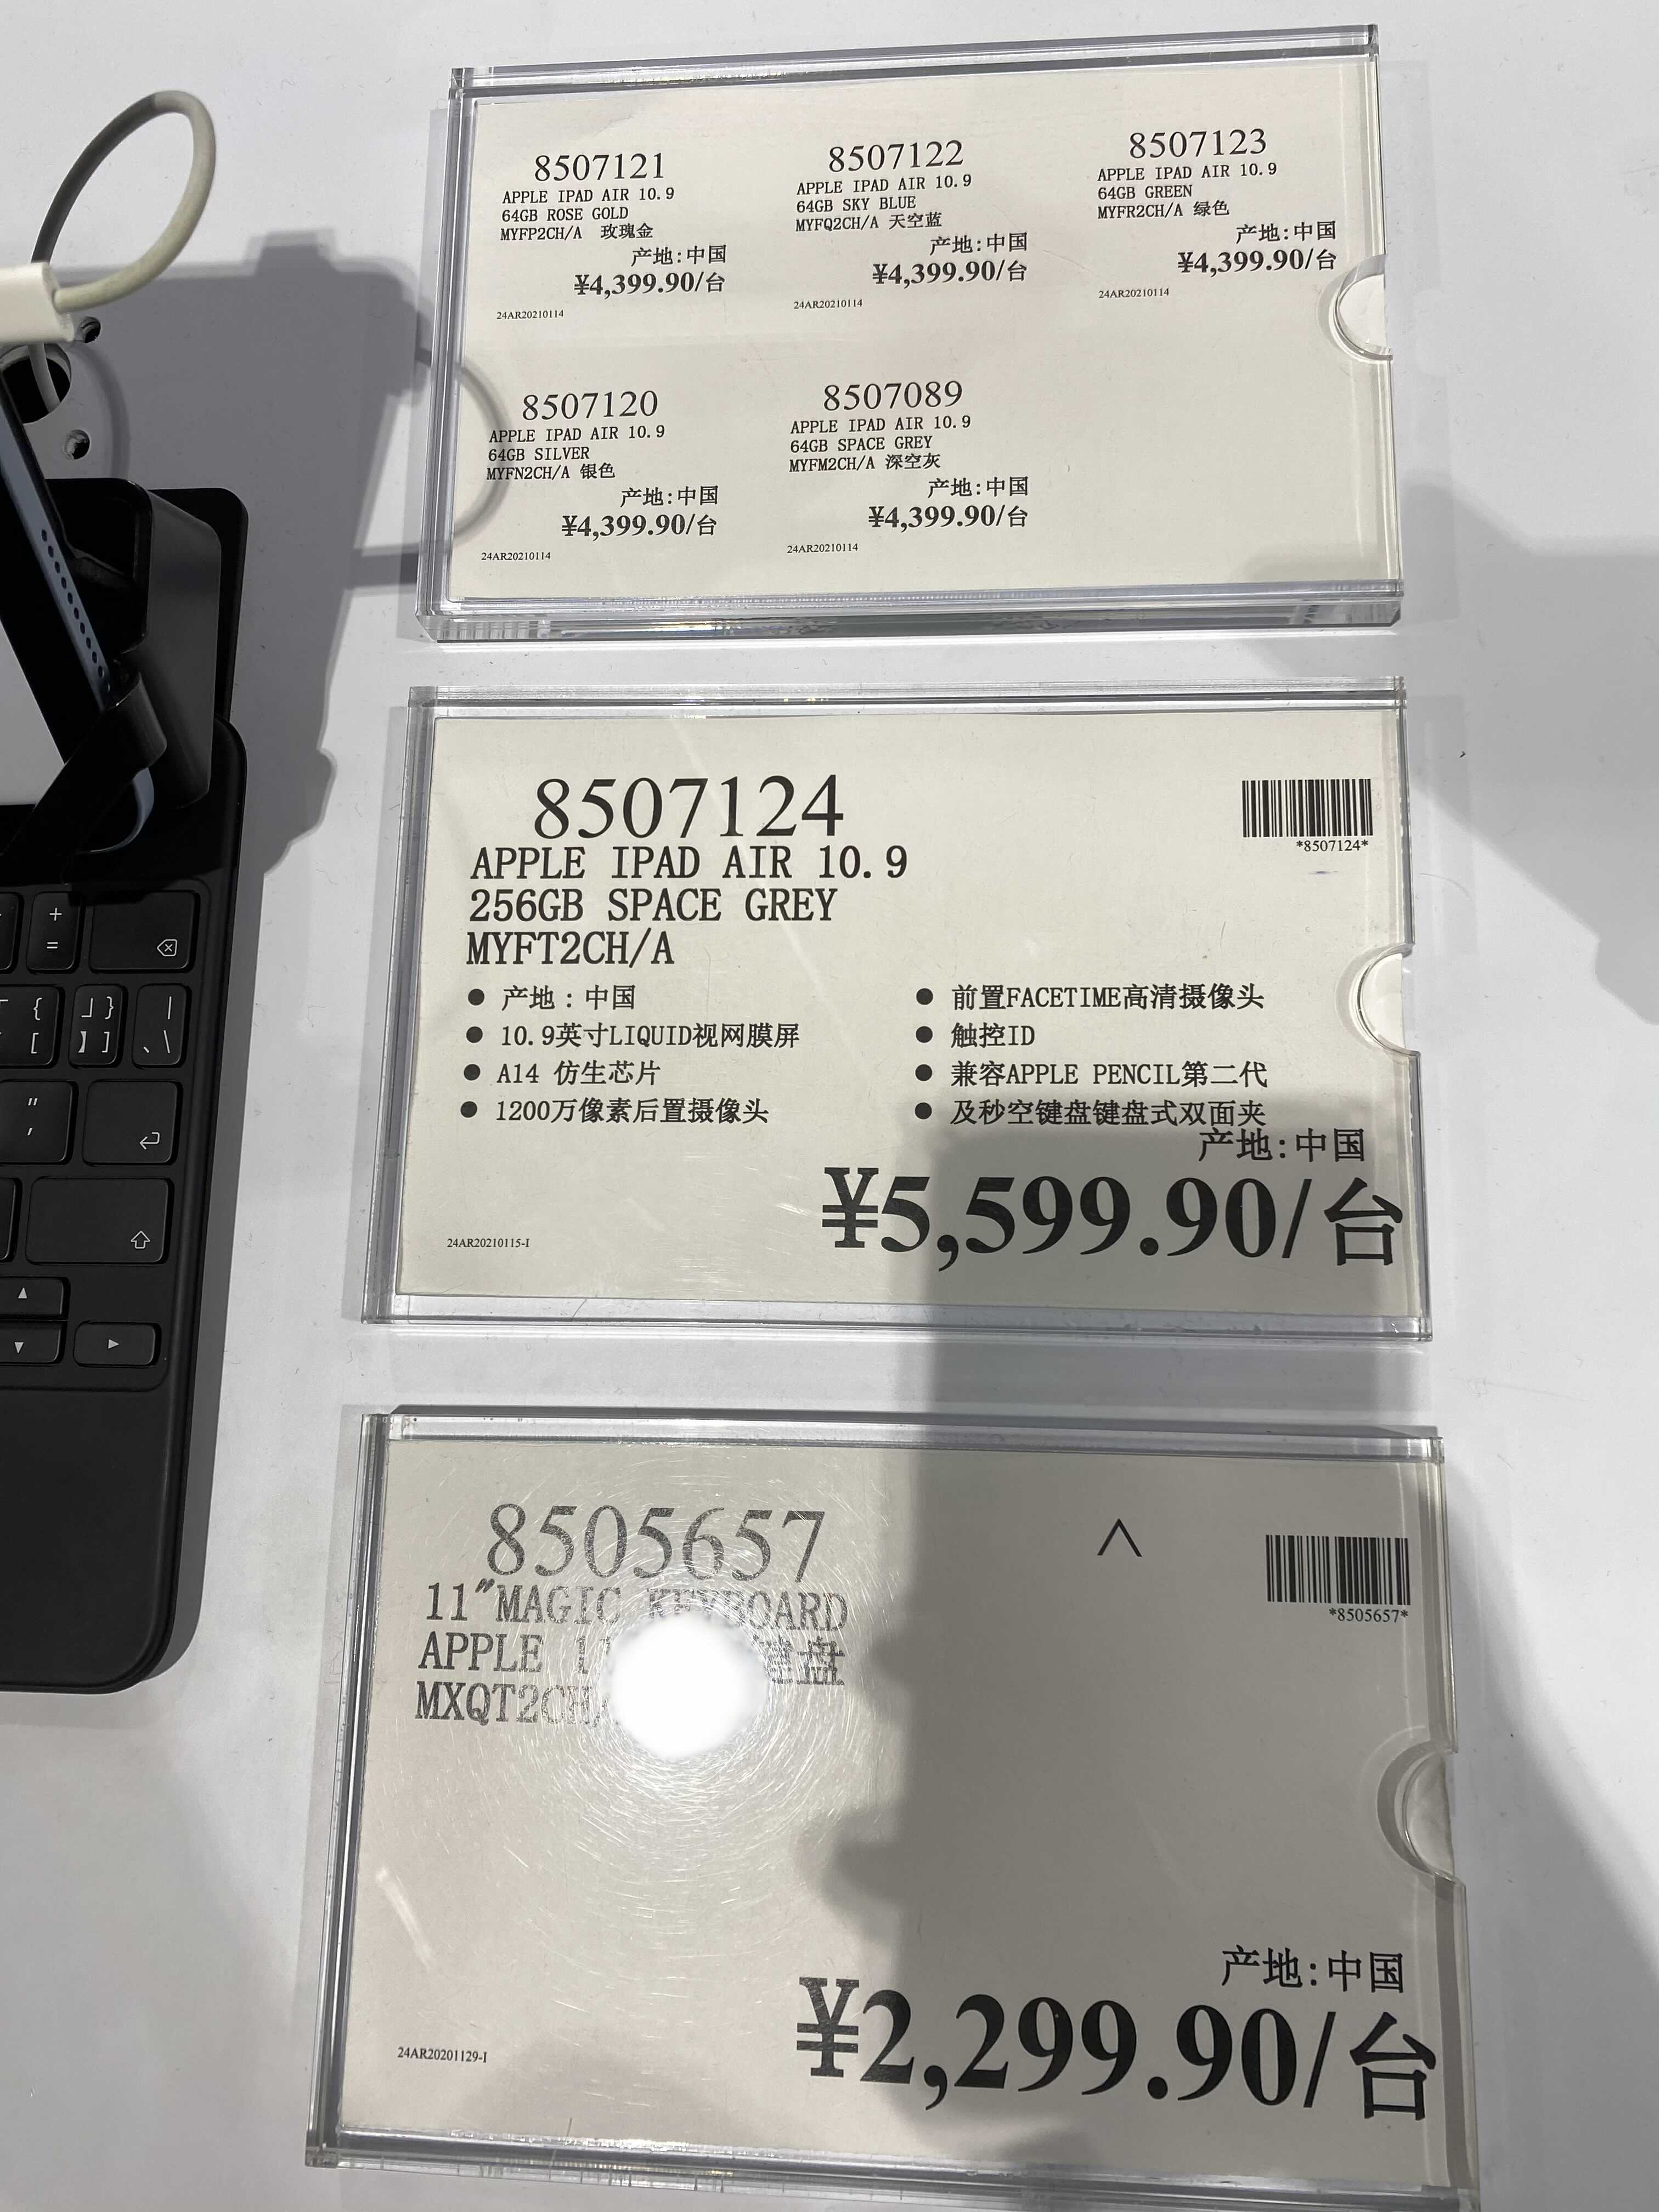 8507121
APPLE IPAD AIR 10.9
64GB ROSE GOLD
MYFP2CH/A 玫瑰金
产地:中国
¥4,399.90/台
24AR20210114
8507122
APPLE IPAD AIR 10.9
64GB SKY BLUE
MYFQ2CH/A 天空蓝
产地:中国
¥4,399.90/台
24AR20210114
8507123
APPLE IPAD AIR 10.9
64GB GREEN
MYFR2CH/A 绿色
产地:中国
¥4,399.90/台
24AR20210114
8507120
APPLE IPAD AIR 10.9
64GB SILVER
MYFN2CH/A 银色
产地:中国
¥4,399.90/台
24AR20210114
8507089
APPLE IPAD AIR 10.9
64GB SPACE GREY
MYFM2CH/A 深空灰
产地:中国
¥4,399.90/台
24AR20210114
8507124
*8507124*
APPLE IPAD AIR 10.9
256GB SPACE GREY
MYFT2CH/A
● 产地：中国
● 10.9英寸LIQUID视网膜屏
● A14 仿生芯片
● 1200万像素后置摄像头
● 前置FACETIME高清摄像头
● 触控ID
● 兼容APPLE PENCIL第二代
● 及秒空键盘键盘式双面夹
产地:中国
¥5,599.90/台
24AR20210115-I
8505657
*8505657*
11"MAGIC KEYBOARD
APPLE 键盘
MXQT2CH/
产地:中国
¥2,299.90/台
24AR20201129-I